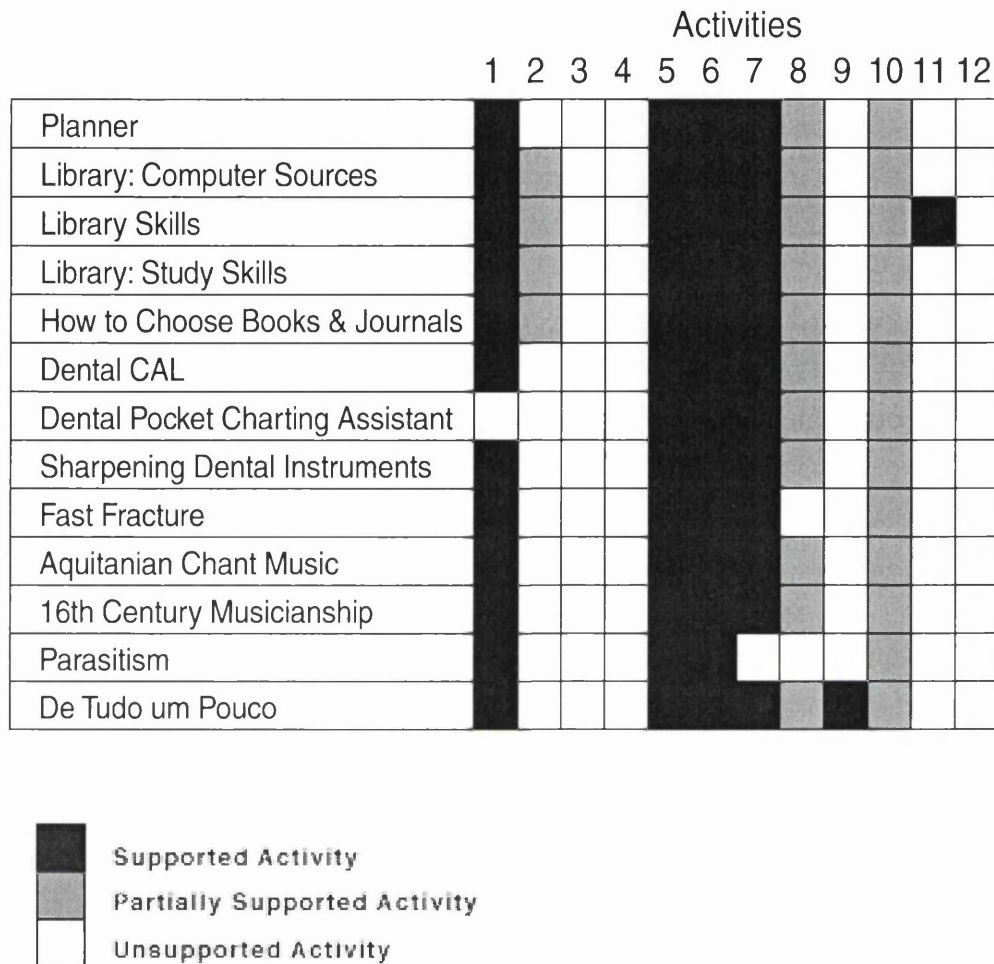 Activities
1 2 3 4 5 6 7 8 9 10 11 12
Planner
Library: Computer Sources
Library Skills
Library: Study Skills
How to Choose Books & Journals
Dental CAL
Dental Pocket Charting Assistant
Sharpening Dental Instruments
Fast Fracture
Aquitanian Chant Music
16th Century Musicianship
Parasitism
De Tudo um Pouco
Supported Activity
Partially Supported Activity
Unsupported Activity